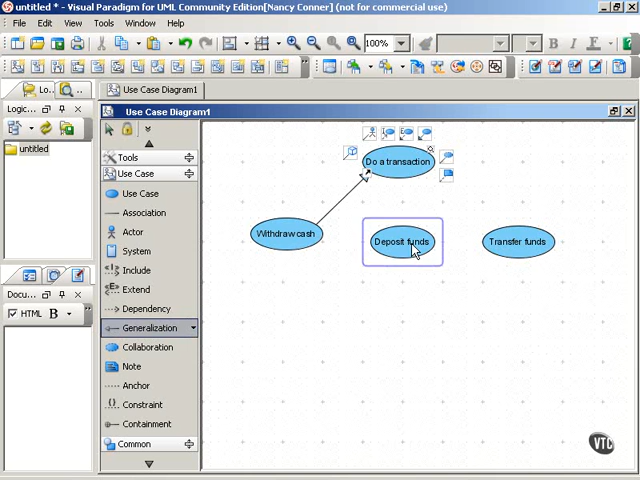 untitled * - Visual Paradigm for UML Community Edition[Nancy Conner] (not for commercial use)
File Edit View Tools Window Help
100%
B I
Lo..
Use Case Diagram1
Logic...
untitled
Use Case Diagram1
Tools
Use Case
Use Case
Association
Actor
System
Include
Extend
Dependency
Generalization
Collaboration
Note
Anchor
Constraint
Containment
Common
Do a transaction
Withdraw cash
Deposit funds
Transfer funds
Docu...
HTML B
VTC